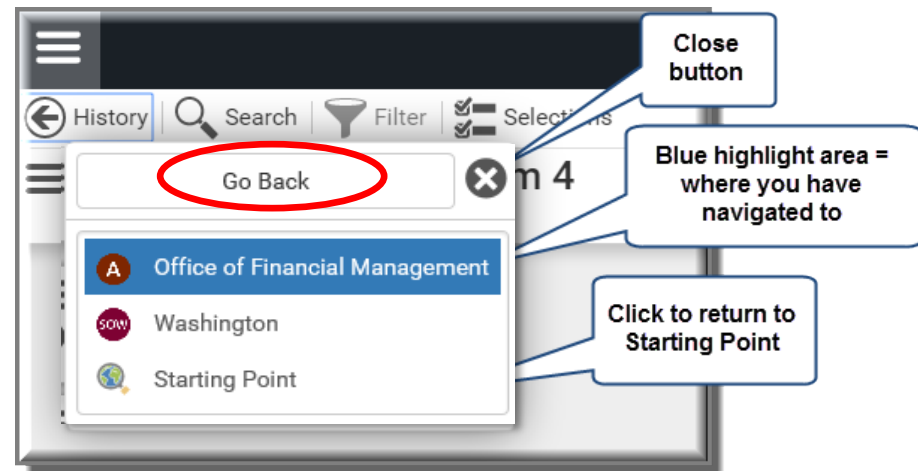 Close
button
History Search Filter Selections
Go Back
m 4
Blue highlight area =
where you have
navigated to
A Office of Financial Management
SOW Washington
Starting Point
Click to return to
Starting Point